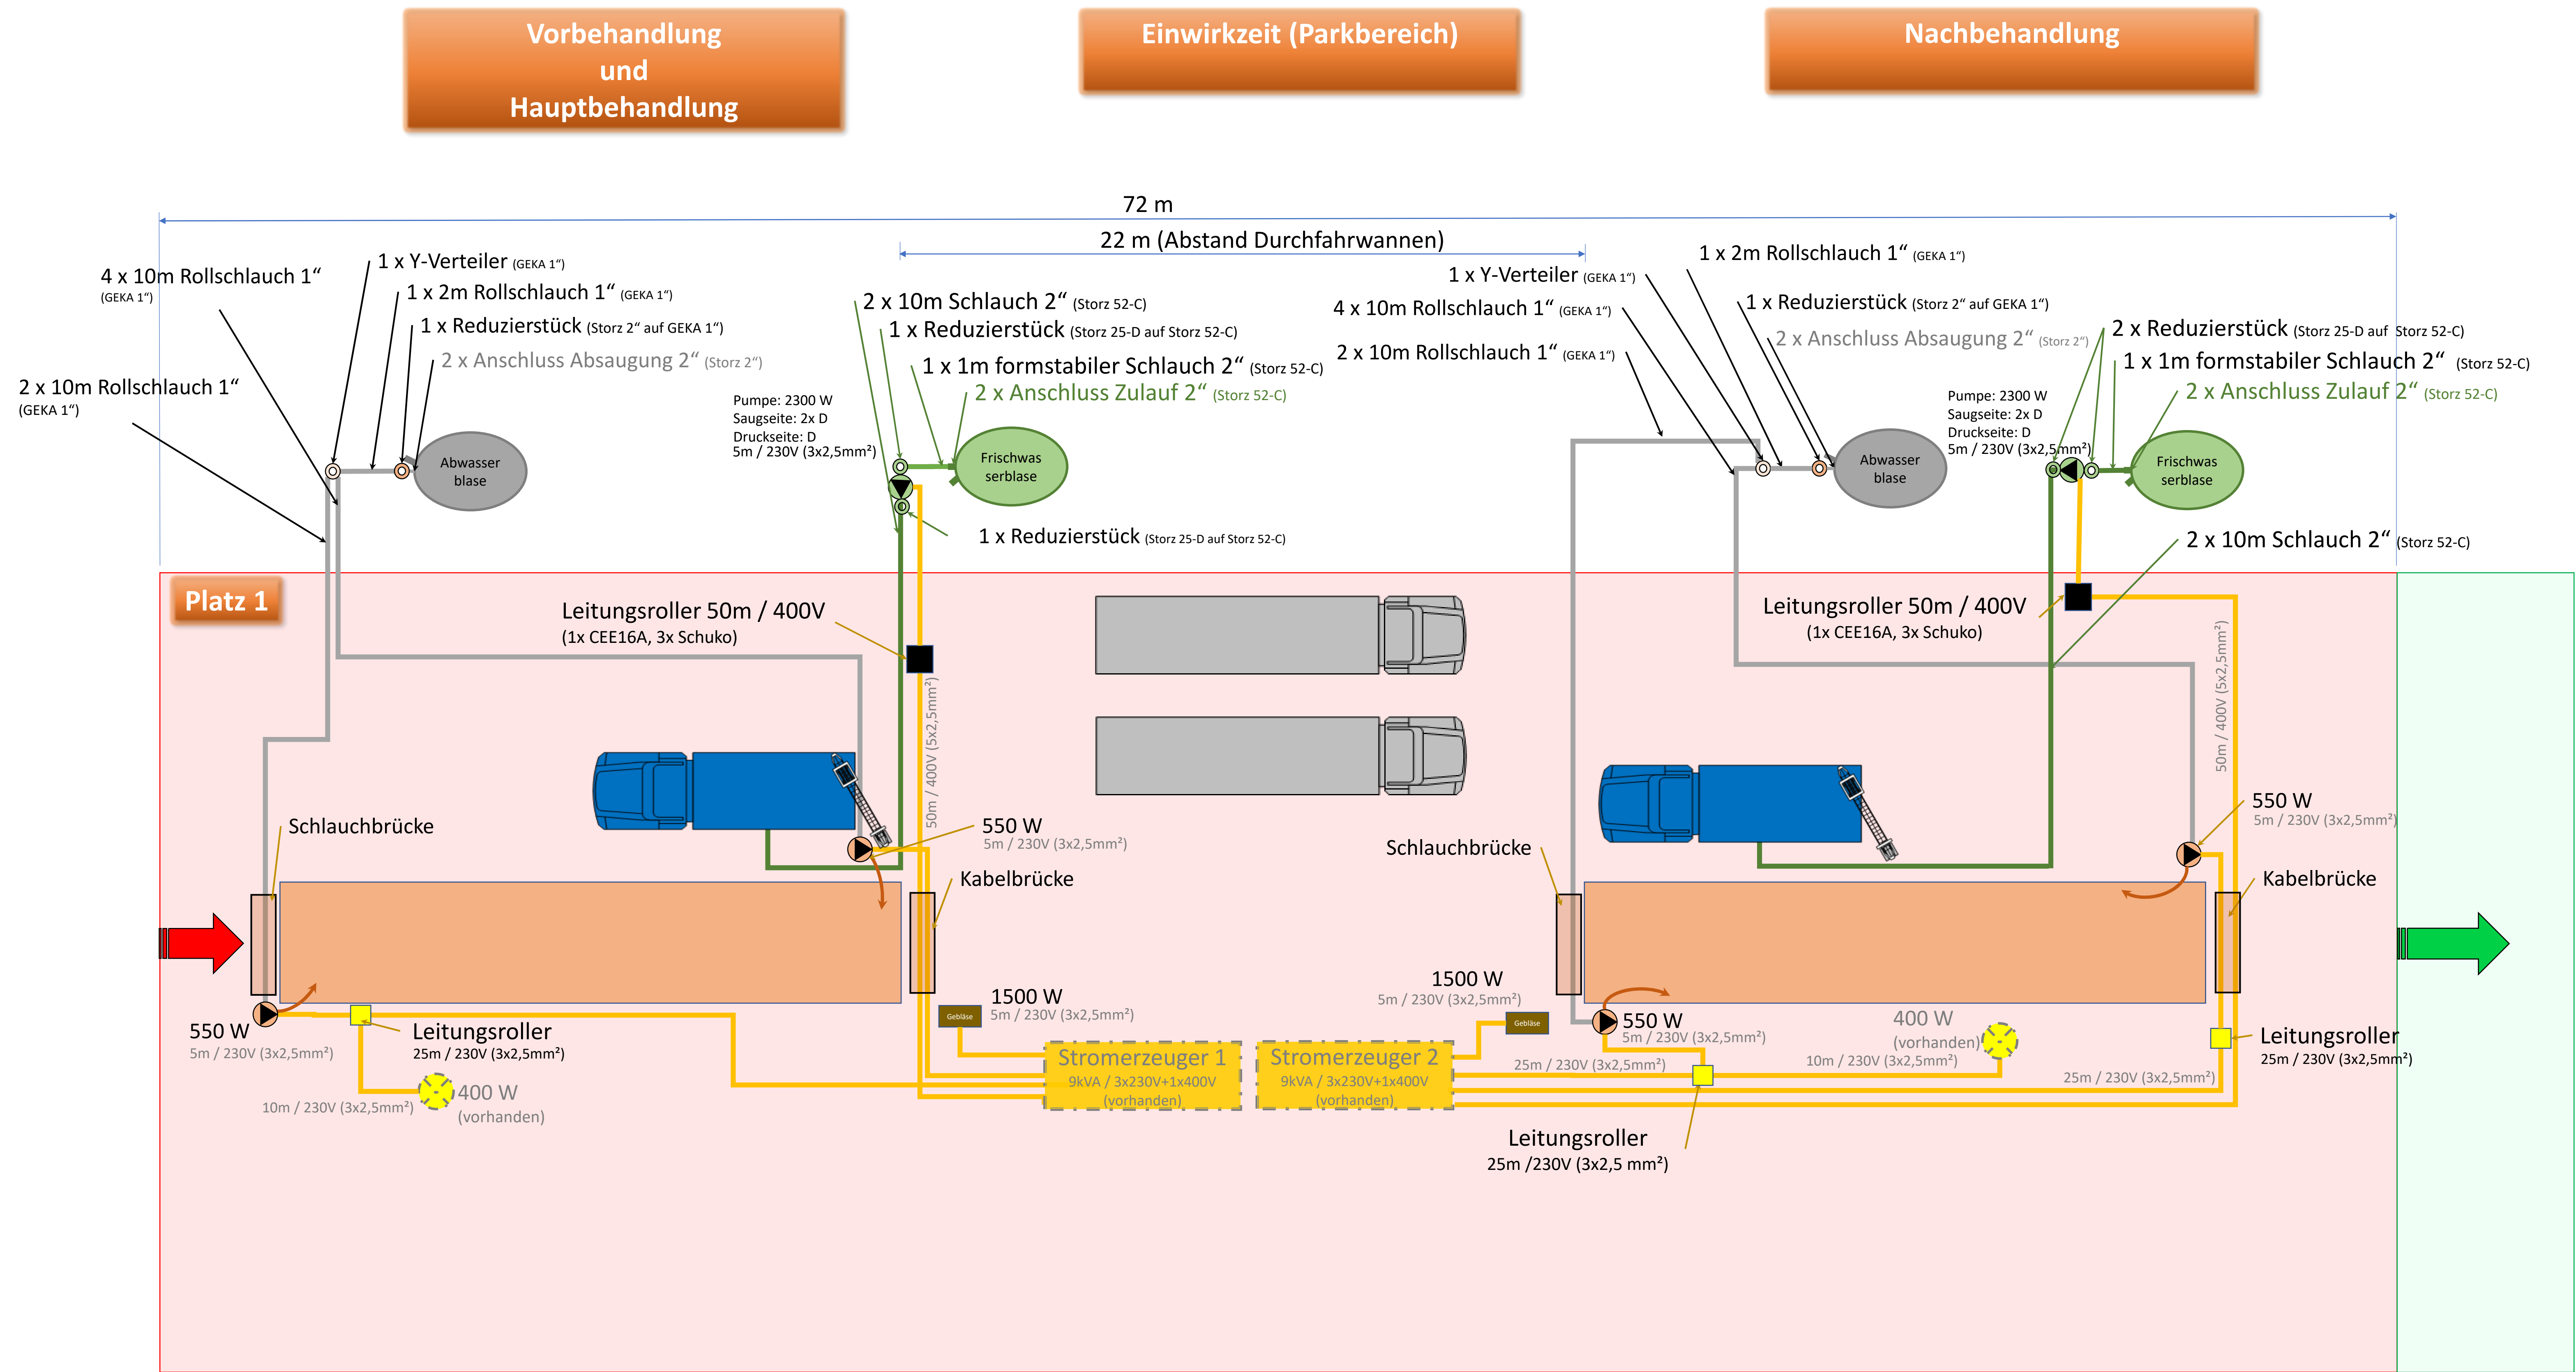 Vorbehandlung
und
Hauptbehandlung
Einwirkzeit (Parkbereich)
Nachbehandlung
72 m
22 m (Abstand Durchfahrwannen)
4 x 10m Rollschlauch 1“
(GEKA 1“)
1 x Y-Verteiler (GEKA 1“)
1 x 2m Rollschlauch 1“ (GEKA 1“)
1 x Reduzierstück (Storz 2“ auf GEKA 1“)
2 x Anschluss Absaugung 2“ (Storz 2“)
2 x 10m Rollschlauch 1“
(GEKA 1“)
Abwasser
blase
2 x 10m Schlauch 2“ (Storz 52-C)
1 x Reduzierstück (Storz 25-D auf Storz 52-C)
1 x 1m formstabiler Schlauch 2“ (Storz 52-C)
2 x Anschluss Zulauf 2“ (Storz 52-C)
Pumpe: 2300 W
Saugseite: 2x D
Druckseite: D
5m / 230V (3x2,5mm²)
Frischwas
serblase
1 x Reduzierstück (Storz 25-D auf Storz 52-C)
1 x 2m Rollschlauch 1“ (GEKA 1“)
1 x Y-Verteiler (GEKA 1“)
4 x 10m Rollschlauch 1“ (GEKA 1“)
2 x 10m Rollschlauch 1“ (GEKA 1“)
1 x Reduzierstück (Storz 2“ auf GEKA 1“)
2 x Anschluss Absaugung 2“ (Storz 2“)
Abwasser
blase
2 x Reduzierstück (Storz 25-D auf Storz 52-C)
1 x 1m formstabiler Schlauch 2“ (Storz 52-C)
2 x Anschluss Zulauf 2“ (Storz 52-C)
Pumpe: 2300 W
Saugseite: 2x D
Druckseite: D
5m / 230V (3x2,5mm²)
Frischwas
serblase
2 x 10m Schlauch 2“ (Storz 52-C)
Platz 1
Leitungsroller 50m / 400V
(1x CEE16A, 3x Schuko)
50m / 400V (5x2,5mm²)
Leitungsroller 50m / 400V
(1x CEE16A, 3x Schuko)
50m / 400V (5x2,5mm²)
Schlauchbrücke
550 W
5m / 230V (3x2,5mm²)
Kabelbrücke
Schlauchbrücke
550 W
5m / 230V (3x2,5mm²)
Kabelbrücke
550 W
5m / 230V (3x2,5mm²)
Leitungsroller
25m / 230V (3x2,5mm²)
10m / 230V (3x2,5mm²)
400 W
(vorhanden)
Gebläse
1500 W
5m / 230V (3x2,5mm²)
Stromerzeuger 1
9kVA / 3x230V+1x400V
(vorhanden)
Stromerzeuger 2
9kVA / 3x230V+1x400V
(vorhanden)
1500 W
5m / 230V (3x2,5mm²)
Gebläse
550 W
5m / 230V (3x2,5mm²)
25m / 230V (3x2,5mm²)
400 W
(vorhanden)
10m / 230V (3x2,5mm²)
25m / 230V (3x2,5mm²)
Leitungsroller
25m / 230V (3x2,5mm²)
Leitungsroller
25m /230V (3x2,5 mm²)